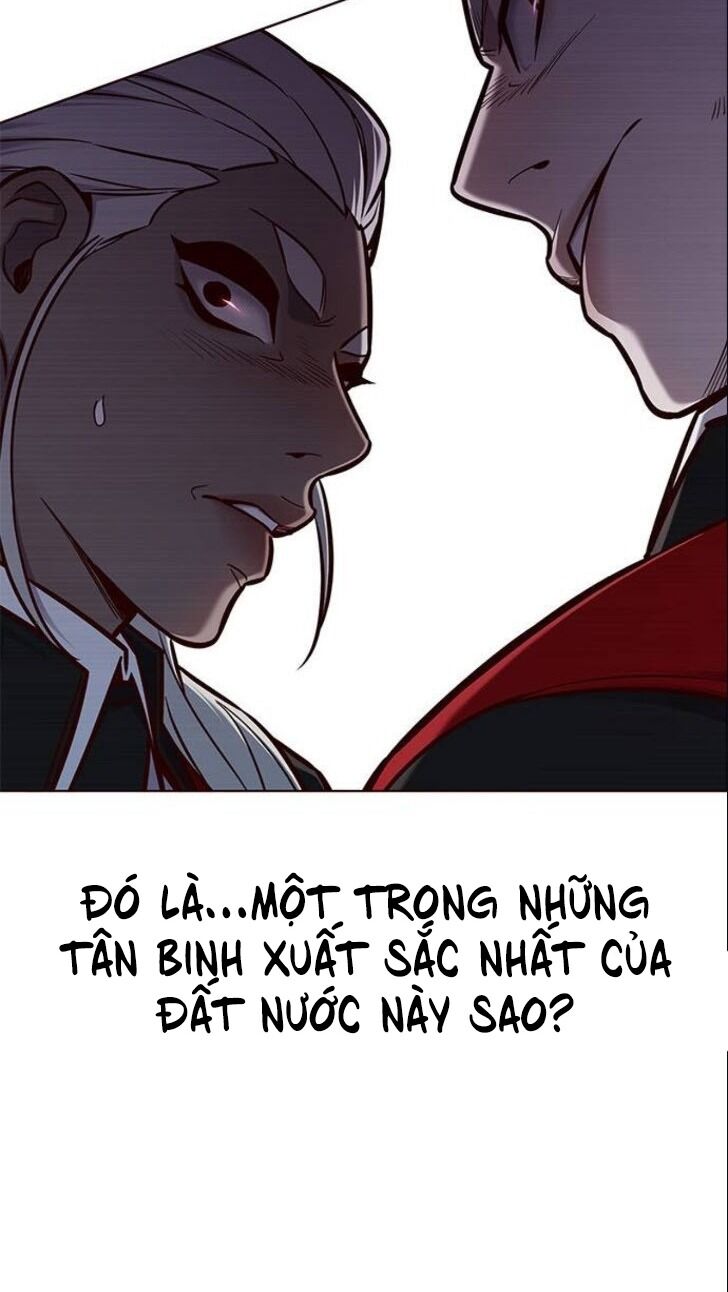 ĐÓ LÀ...MỘT TRONG NHỮNG
TÂN BINH XUẤT SẮC NHẤT CỦA
ĐẤT NƯỚC NÀY SAO?